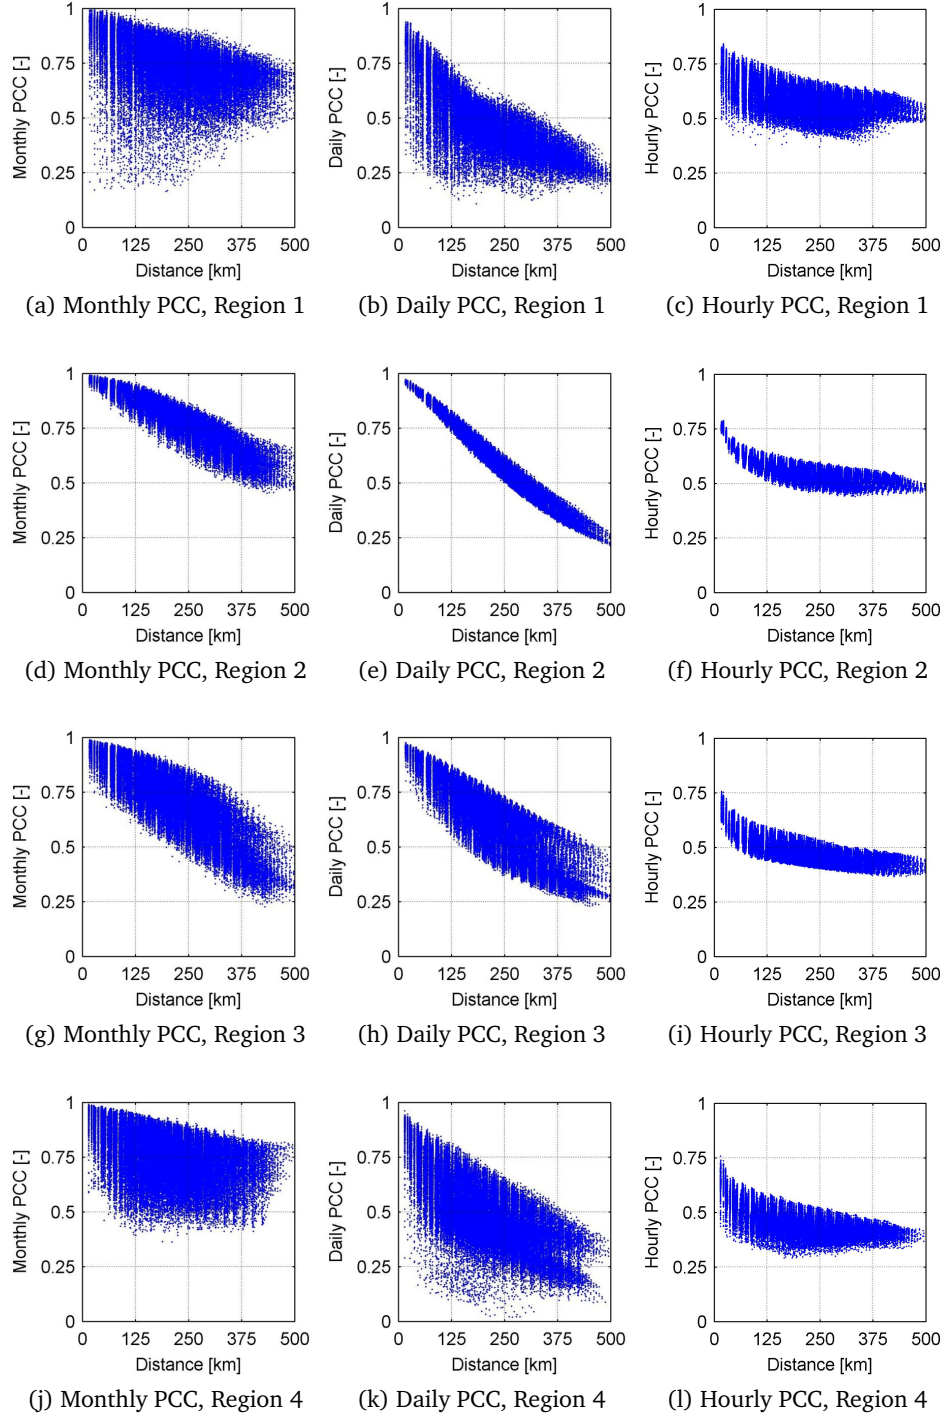 1
0.75
0.5
0.25
0
Monthly PCC [-]
0 125 250 375 500
Distance [km]
(a) Monthly PCC, Region 1
1
0.75
0.5
0.25
0
Daily PCC [-]
0 125 250 375 500
Distance [km]
(b) Daily PCC, Region 1
1
0.75
0.5
0.25
0
Hourly PCC [-]
0 125 250 375 500
Distance [km]
(c) Hourly PCC, Region 1
1
0.75
0.5
0.25
0
Monthly PCC [-]
0 125 250 375 500
Distance [km]
(d) Monthly PCC, Region 2
1
0.75
0.5
0.25
0
Daily PCC [-]
0 125 250 375 500
Distance [km]
(e) Daily PCC, Region 2
1
0.75
0.5
0.25
0
Hourly PCC [-]
0 125 250 375 500
Distance [km]
(f) Hourly PCC, Region 2
1
0.75
0.5
0.25
0
Monthly PCC [-]
0 125 250 375 500
Distance [km]
(g) Monthly PCC, Region 3
1
0.75
0.5
0.25
0
Daily PCC [-]
0 125 250 375 500
Distance [km]
(h) Daily PCC, Region 3
1
0.75
0.5
0.25
0
Hourly PCC [-]
0 125 250 375 500
Distance [km]
(i) Hourly PCC, Region 3
1
0.75
0.5
0.25
0
Monthly PCC [-]
0 125 250 375 500
Distance [km]
(j) Monthly PCC, Region 4
1
0.75
0.5
0.25
0
Daily PCC [-]
0 125 250 375 500
Distance [km]
(k) Daily PCC, Region 4
1
0.75
0.5
0.25
0
Hourly PCC [-]
0 125 250 375 500
Distance [km]
(l) Hourly PCC, Region 4